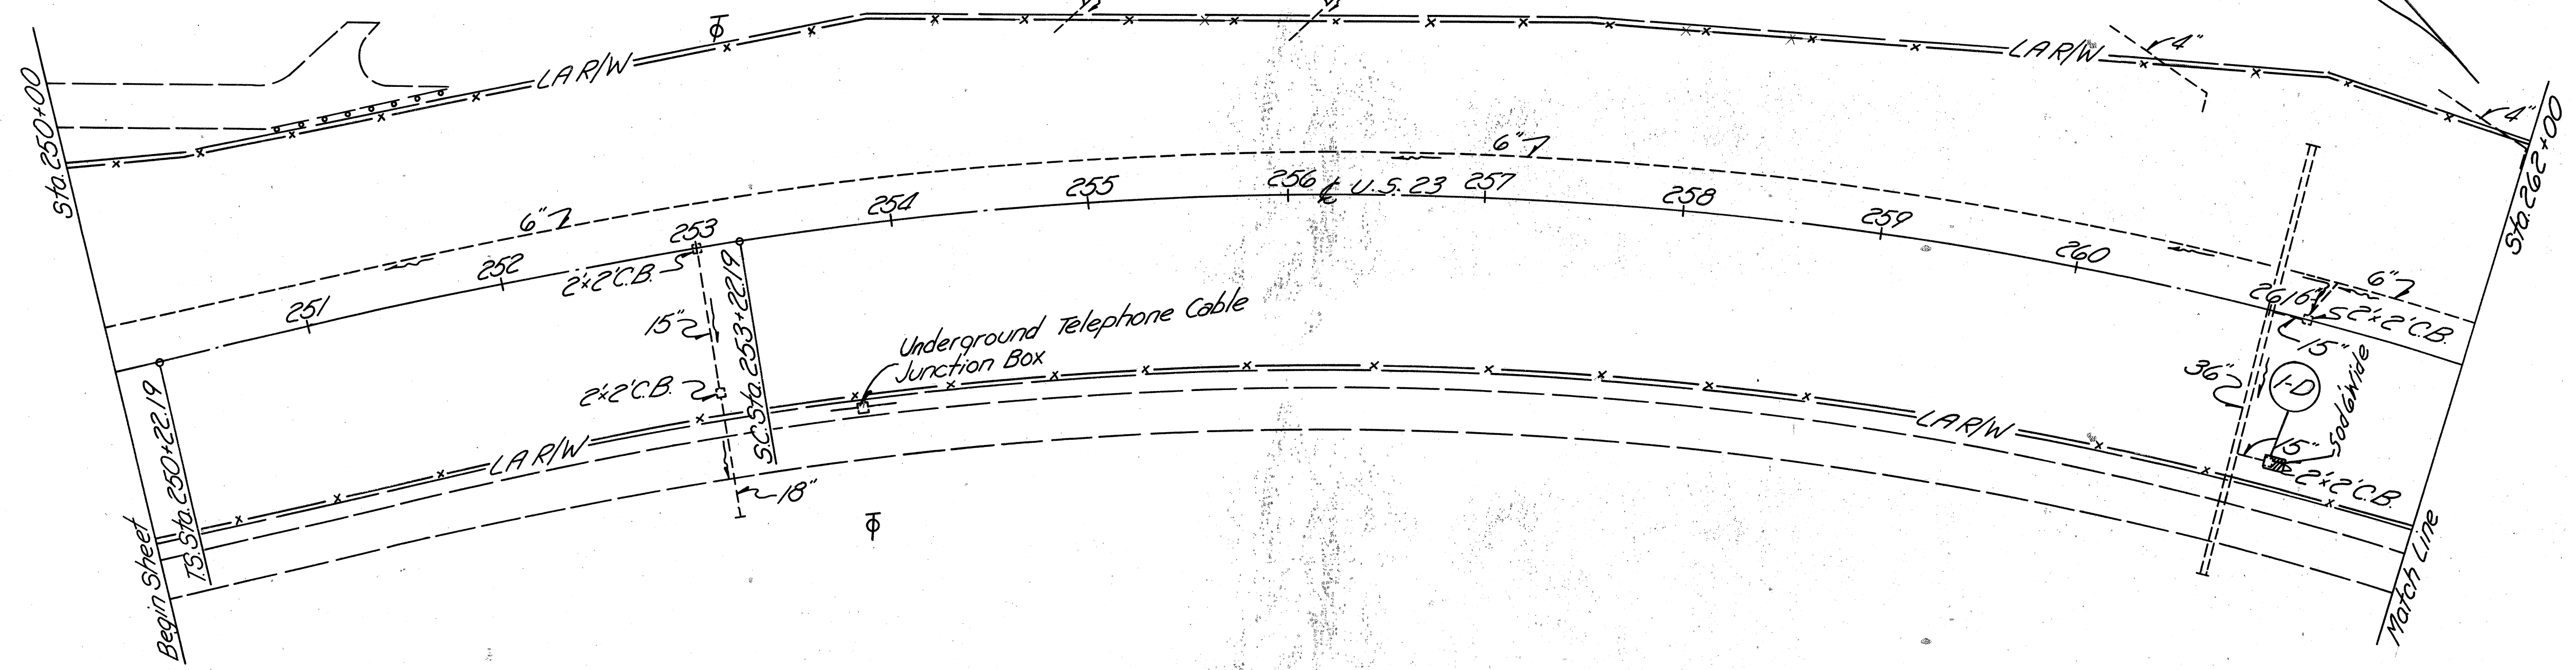 Sta. 250+00
LA R/W
LA R/W
4"
4"
Sta. 262+00
6"
6"
6"
251
252
253
254
255
256
℄ U.S. 23
257
258
259
260
261
6"
2'x2'C.B.
2'x2'C.B.
15"
15"
S.C. Sta. 253+22.19
Underground Telephone Cable
Junction Box
2'x2'C.B.
36"
1-D
Sod 6' Wide
15"
2'x2'C.B.
LA R/W
LA R/W
18"
T.S. Sta. 250+22.19
Begin Sheet
Match Line